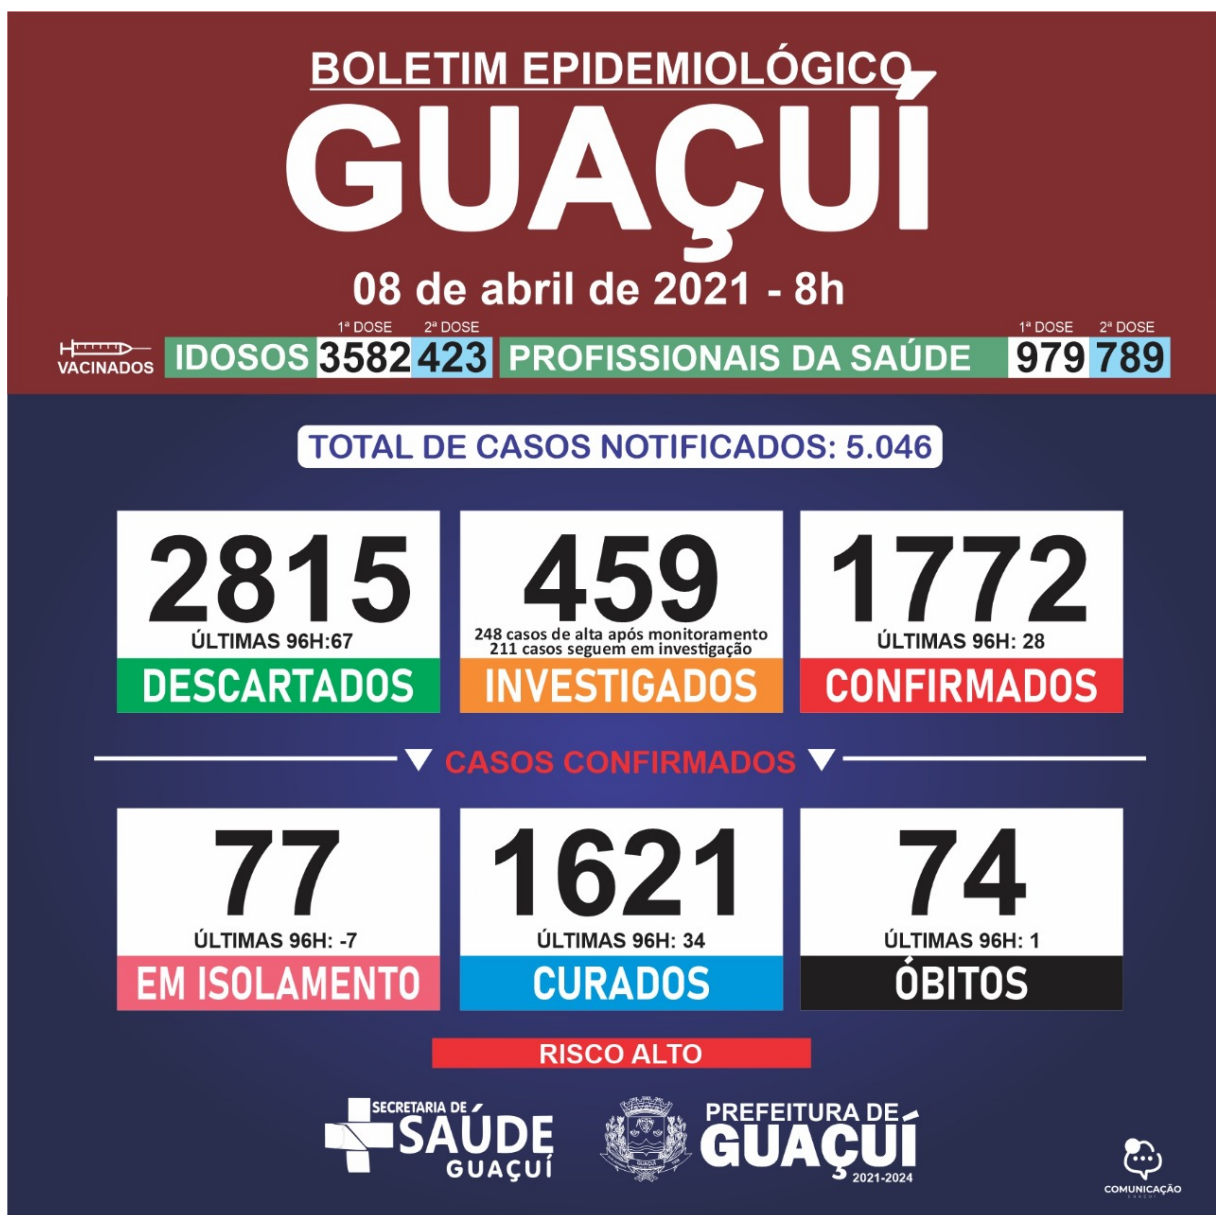 BOLETIM EPIDEMIOLÓGICO
GUAÇUÍ
08 de abril de 2021 - 8h
1ª DOSE 2ª DOSE 1ª DOSE 2ª DOSE
VACINADOS IDOSOS 3582 423 PROFISSIONAIS DA SAÚDE 979 789
TOTAL DE CASOS NOTIFICADOS: 5.046
2815
ÚLTIMAS 96H:67
DESCARTADOS
459
248 casos de alta após monitoramento
211 casos seguem em investigação
INVESTIGADOS
1772
ÚLTIMAS 96H: 28
CONFIRMADOS
CASOS CONFIRMADOS
77
ÚLTIMAS 96H: -7
EM ISOLAMENTO
1621
ÚLTIMAS 96H: 34
CURADOS
74
ÚLTIMAS 96H: 1
ÓBITOS
RISCO ALTO
SECRETARIA DE
SAÚDE
GUAÇUÍ
PREFEITURA DE
GUAÇUÍ
2021-2024
COMUNICAÇÃO